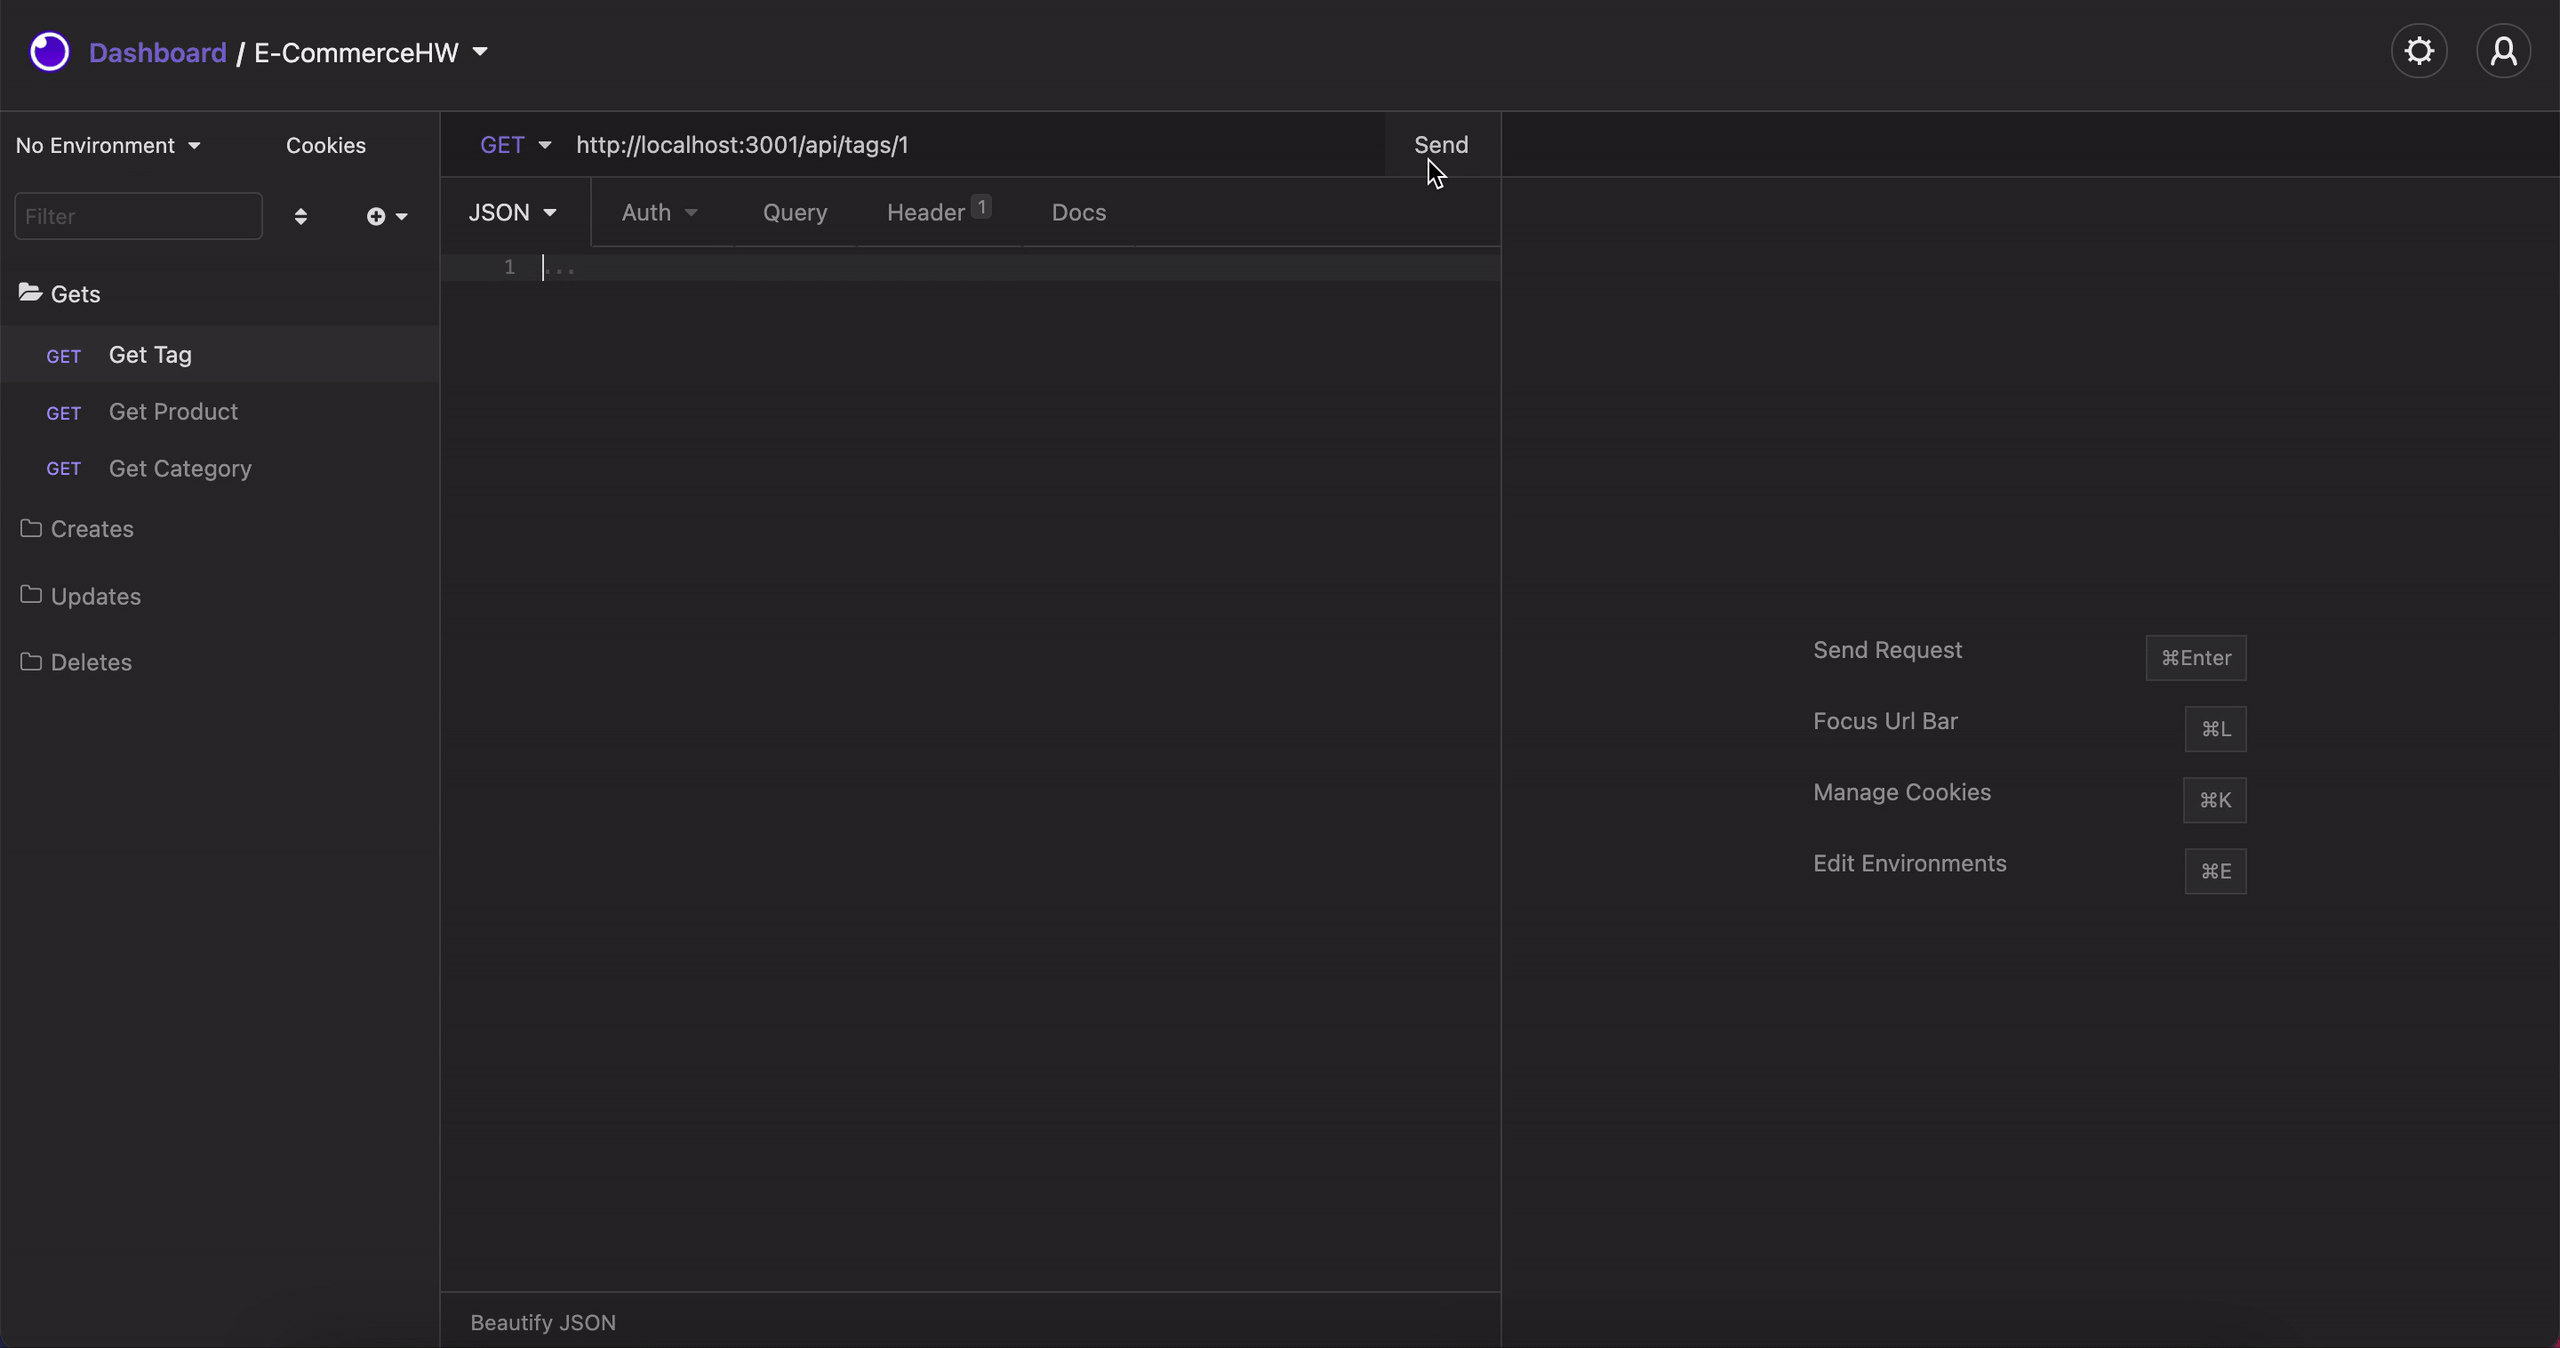 Dashboard / E-CommerceHW
No Environment
Cookies
GET
http://localhost:3001/api/tags/1
Send
Filter
JSON
Auth
Query
Header 1
Docs
1 ...
Gets
GET Get Tag
GET Get Product
GET Get Category
Creates
Updates
Deletes
Send Request ⌘Enter
Focus Url Bar ⌘L
Manage Cookies ⌘K
Edit Environments ⌘E
Beautify JSON